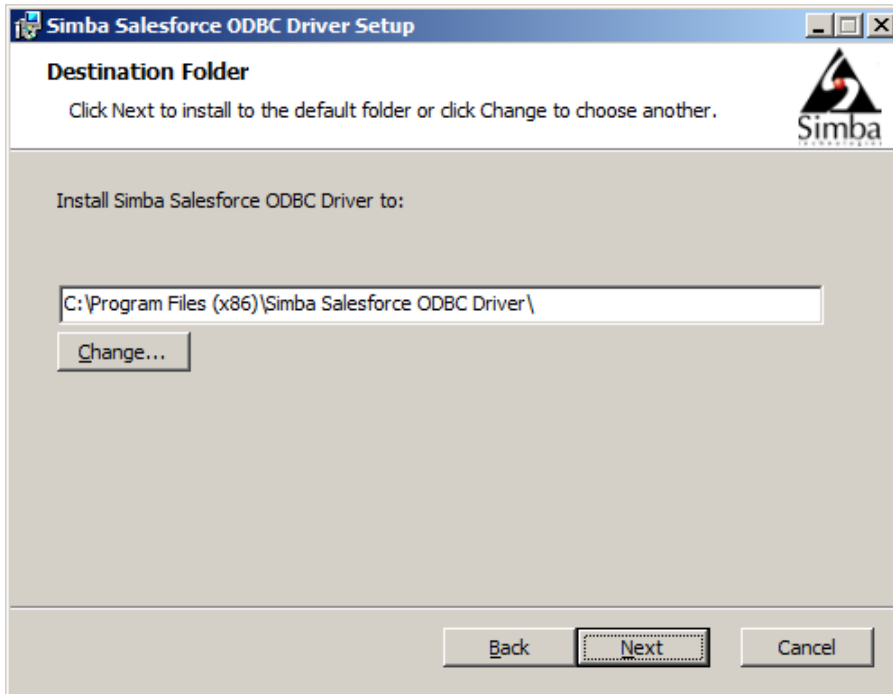 Simba Salesforce ODBC Driver Setup
Destination Folder
Click Next to install to the default folder or click Change to choose another.
Simba
technologies
Install Simba Salesforce ODBC Driver to:
C:\Program Files (x86)\Simba Salesforce ODBC Driver\
Change...
Back Next Cancel